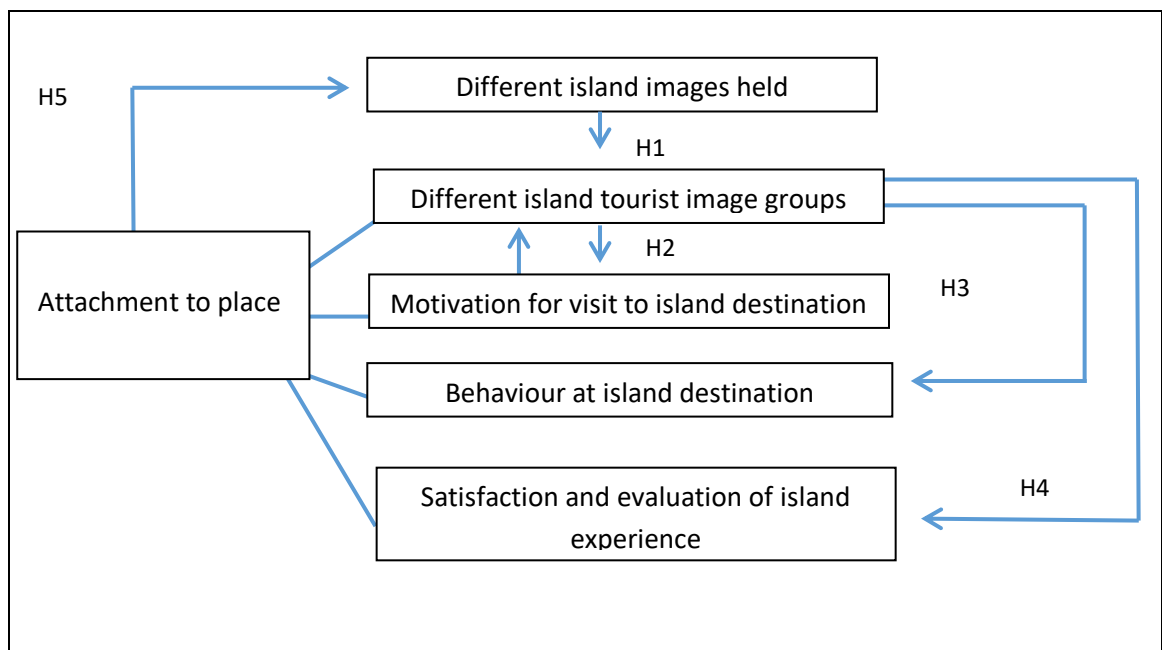 Different island images held
H5
H1
Different island tourist image groups
H2
Attachment to place
Motivation for visit to island destination
H3
Behaviour at island destination
Satisfaction and evaluation of island
experience
H4